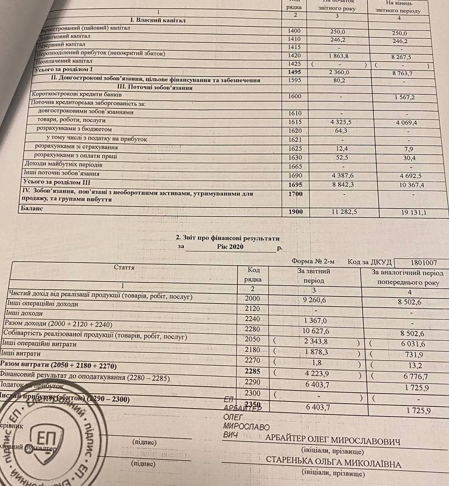 рядка звітного року звітного періоду
1 2 3 4
I. Власний капітал
(пайовий) капітал 1400 250,0 250,0
капітал 1410 246,2 246,2
капітал 1415 - -
прибуток (непокритий збиток) 1420 1 863,8 8 267,5
капітал 1425 ( - ) ( - )
Усього за розділом I 1495 2 360,0 8 763,7
II. Довгострокові зобов'язання, цільове фінансування та забезпечення 1595 80,2 -
III. Поточні зобов'язання
Короткострокові кредити банків 1600 - 1 567,2
Поточна кредиторська заборгованість за:
довгостроковими зобов'язаннями 1610 - -
товари, роботи, послуги 1615 4 325,5 4 069,4
розрахунками з бюджетом 1620 64,3 -
у тому числі з податку на прибуток 1621 - -
розрахунками зі страхування 1625 12,4 7,9
розрахунками з оплати праці 1630 52,5 30,4
Доходи майбутніх періодів 1665 - -
Інші поточні зобов'язання 1690 4 387,6 4 692,5
Усього за розділом III 1695 8 842,3 10 367,4
IV. Зобов'язання, пов'язані з необоротними активами, утримуваними для
продажу, та групами вибуття 1700 - -
Баланс 1900 11 282,5 19 131,1
2. Звіт про фінансові результати
за Рік 2020 р.
Форма № 2-м Код за ДКУД 1801007
Стаття Код рядка За звітний період За аналогічний період попереднього року
1 2 3 4
Чистий дохід від реалізації продукції (товарів, робіт, послуг) 2000 9 260,6 8 502,6
Інші операційні доходи 2120 - -
Інші доходи 2240 1 367,0 -
Разом доходи (2000 + 2120 + 2240) 2280 10 627,6 8 502,6
Собівартість реалізованої продукції (товарів, робіт, послуг) 2050 ( 2 343,8 ) ( 6 031,6
Інші операційні витрати 2180 ( 1 878,3 ) ( 731,9
Інші витрати 2270 ( 1,8 ) ( 13,2
Разом витрати (2050 + 2180 + 2270) 2285 ( 4 223,9 ) ( 6 776,7
Фінансовий результат до оподаткування (2280 – 2285) 2290 6 403,7 1 725,9
Податок на прибуток 2300 ( - ) ( -
Чистий прибуток (збиток) (2290 – 2300) 2350 6 403,7 1 725,9
ЕП
АРБАЙТЕР
ОЛЕГ
МИРОСЛАВО
ВИЧ
(підпис) АРБАЙТЕР ОЛЕГ МИРОСЛАВОВИЧ
(ініціали, прізвище)
СТАРЕНЬКА ОЛЬГА МИКОЛАЇВНА
(підпис) (ініціали, прізвище)
ЕП